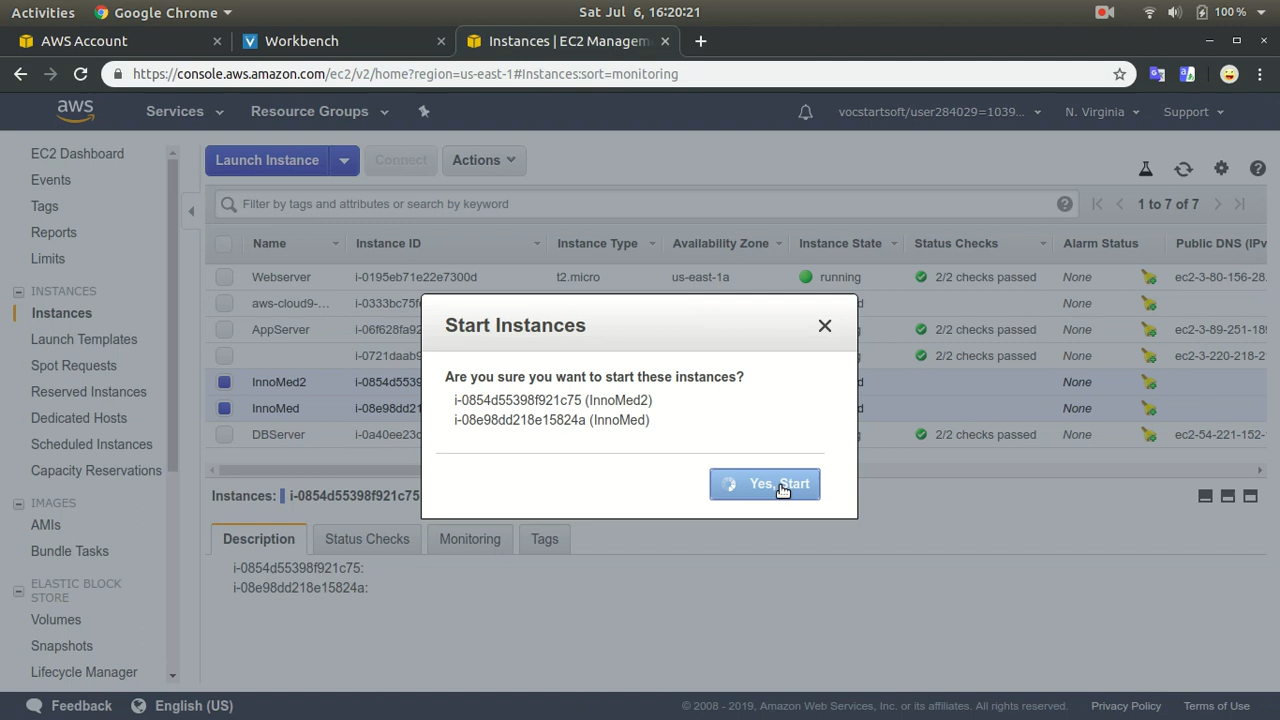 Activities Google Chrome Sat Jul 6, 16:20:21 100 %
AWS Account Workbench Instances | EC2 Managem
https://console.aws.amazon.com/ec2/v2/home?region=us-east-1#Instances:sort=monitoring
aws Services Resource Groups vocstartsoft/user284029=1039... N. Virginia Support
EC2 Dashboard
Events
Tags
Reports
Limits
INSTANCES
Instances
Launch Templates
Spot Requests
Reserved Instances
Dedicated Hosts
Scheduled Instances
Capacity Reservations
IMAGES
AMIs
Bundle Tasks
ELASTIC BLOCK
STORE
Volumes
Snapshots
Lifecycle Manager
Launch Instance Connect Actions
Filter by tags and attributes or search by keyword 1 to 7 of 7
Name Instance ID Instance Type Availability Zone Instance State Status Checks Alarm Status Public DNS (IPv
Webserver i-0195eb71e22e7300d t2.micro us-east-1a running 2/2 checks passed None ec2-3-80-156-28.
aws-cloud9-... i-0333bc75f None
AppServer i-06f628fa92 2/2 checks passed None ec2-3-89-251-189
i-0721daab9 2/2 checks passed None ec2-3-220-218-2
InnoMed2 i-0854d5539 None
InnoMed i-08e98dd21 None
DBServer i-0a40ee23d 2/2 checks passed None ec2-54-221-152-
Start Instances
Are you sure you want to start these instances?
i-0854d55398f921c75 (InnoMed2)
i-08e98dd218e15824a (InnoMed)
Yes, Start
Instances: i-0854d55398f921c75
Description Status Checks Monitoring Tags
i-0854d55398f921c75:
i-08e98dd218e15824a:
Feedback English (US) © 2008 - 2019, Amazon Web Services, Inc. or its affiliates. All rights reserved. Privacy Policy Terms of Use